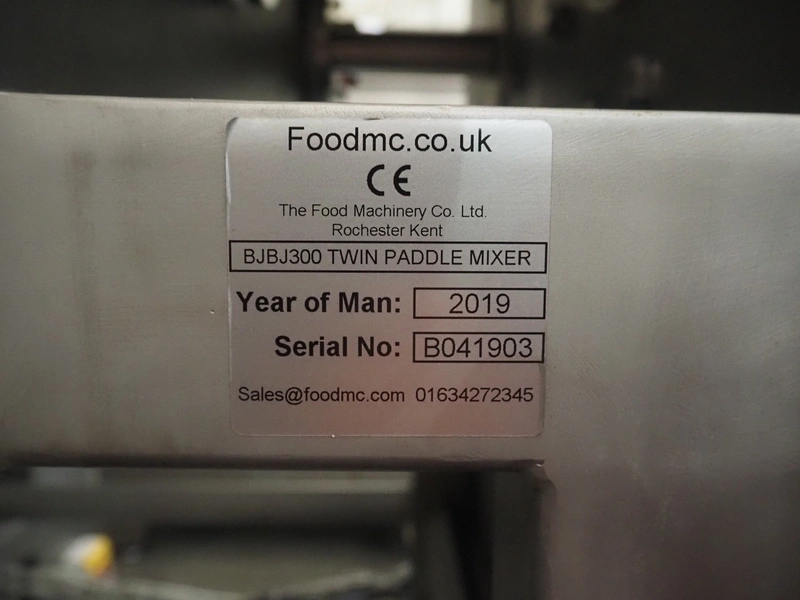 Foodmc.co.uk
CE
The Food Machinery Co. Ltd.
Rochester Kent
BJBJ300 TWIN PADDLE MIXER
Year of Man: 2019
Serial No: B041903
Sales@foodmc.com 01634272345